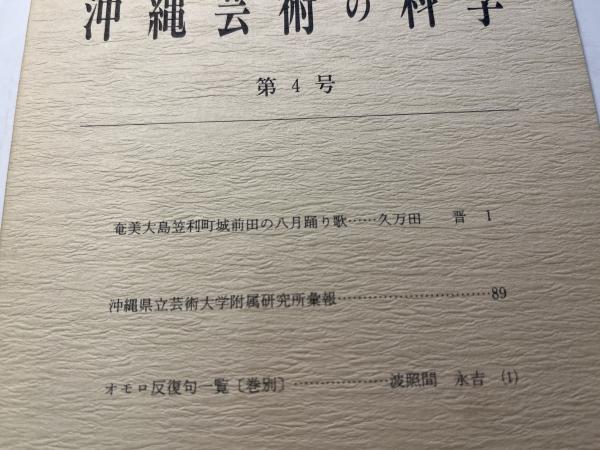 沖縄芸術の科学
第4号
奄美大島笠利町城前田の八月踊り歌……久万田 晋 1
沖縄県立芸術大学附属研究所彙報……………………………89
オモロ反復句一覧〔巻別〕…………………波照間 永吉 (1)